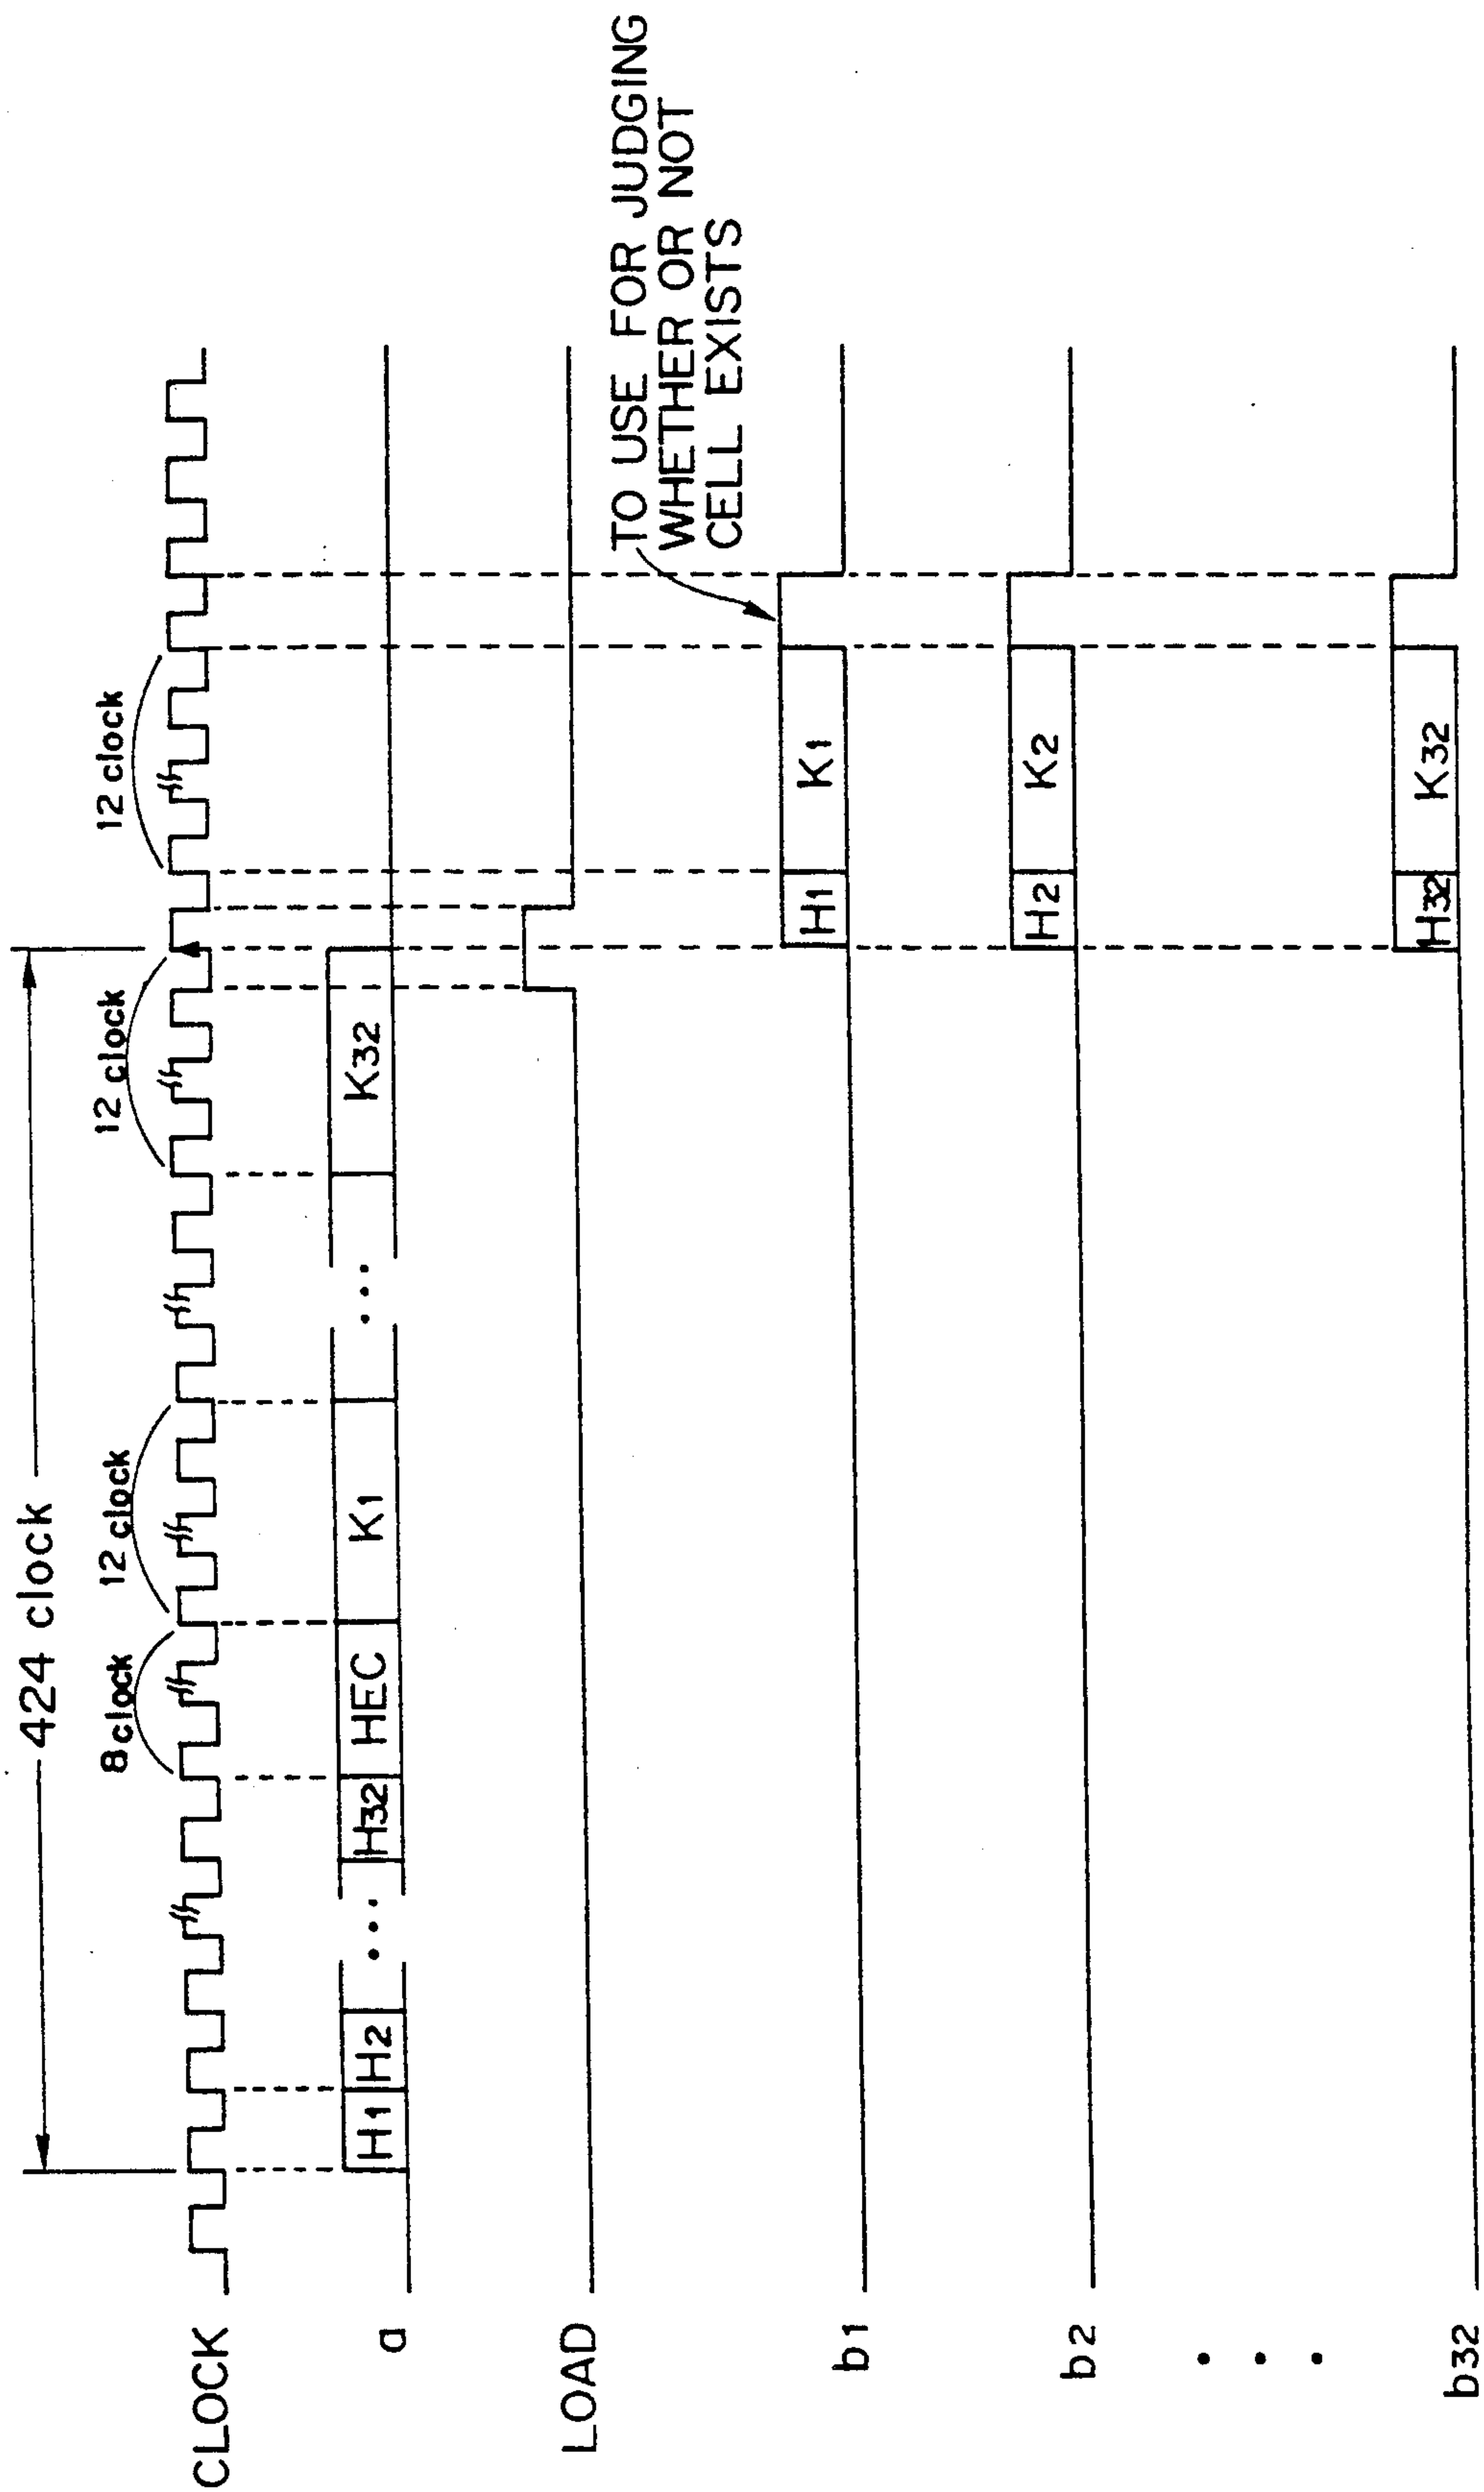 424 clock
8 clock
12 clock
12 clock
12 clock
CLOCK
a
H1 H2 ... H32 HEC K1 ... K32
LOAD
TO USE FOR JUDGING
WHETHER OR NOT
CELL EXISTS
b1
H1 K1
b2
H2 K2
b32
H32 K32